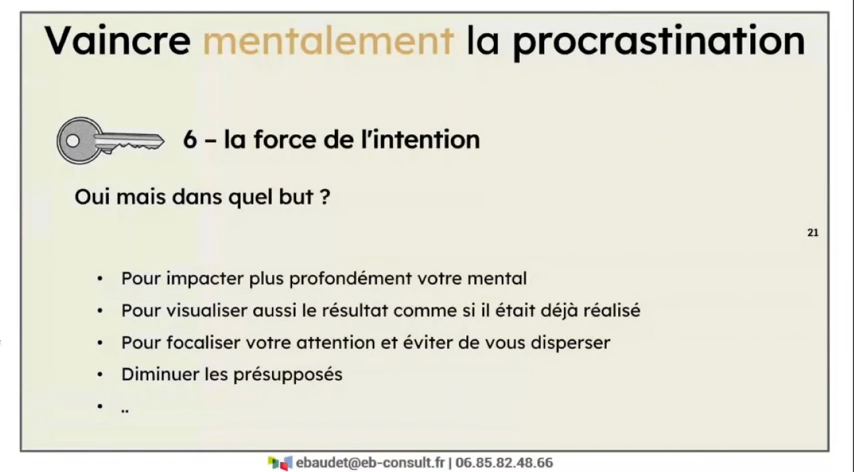 Vaincre mentalement la procrastination
6 – la force de l'intention
Oui mais dans quel but ?
21
• Pour impacter plus profondément votre mental
• Pour visualiser aussi le résultat comme si il était déjà réalisé
• Pour focaliser votre attention et éviter de vous disperser
• Diminuer les présupposés
• ..
ebaudet@eb-consult.fr | 06.85.82.48.66